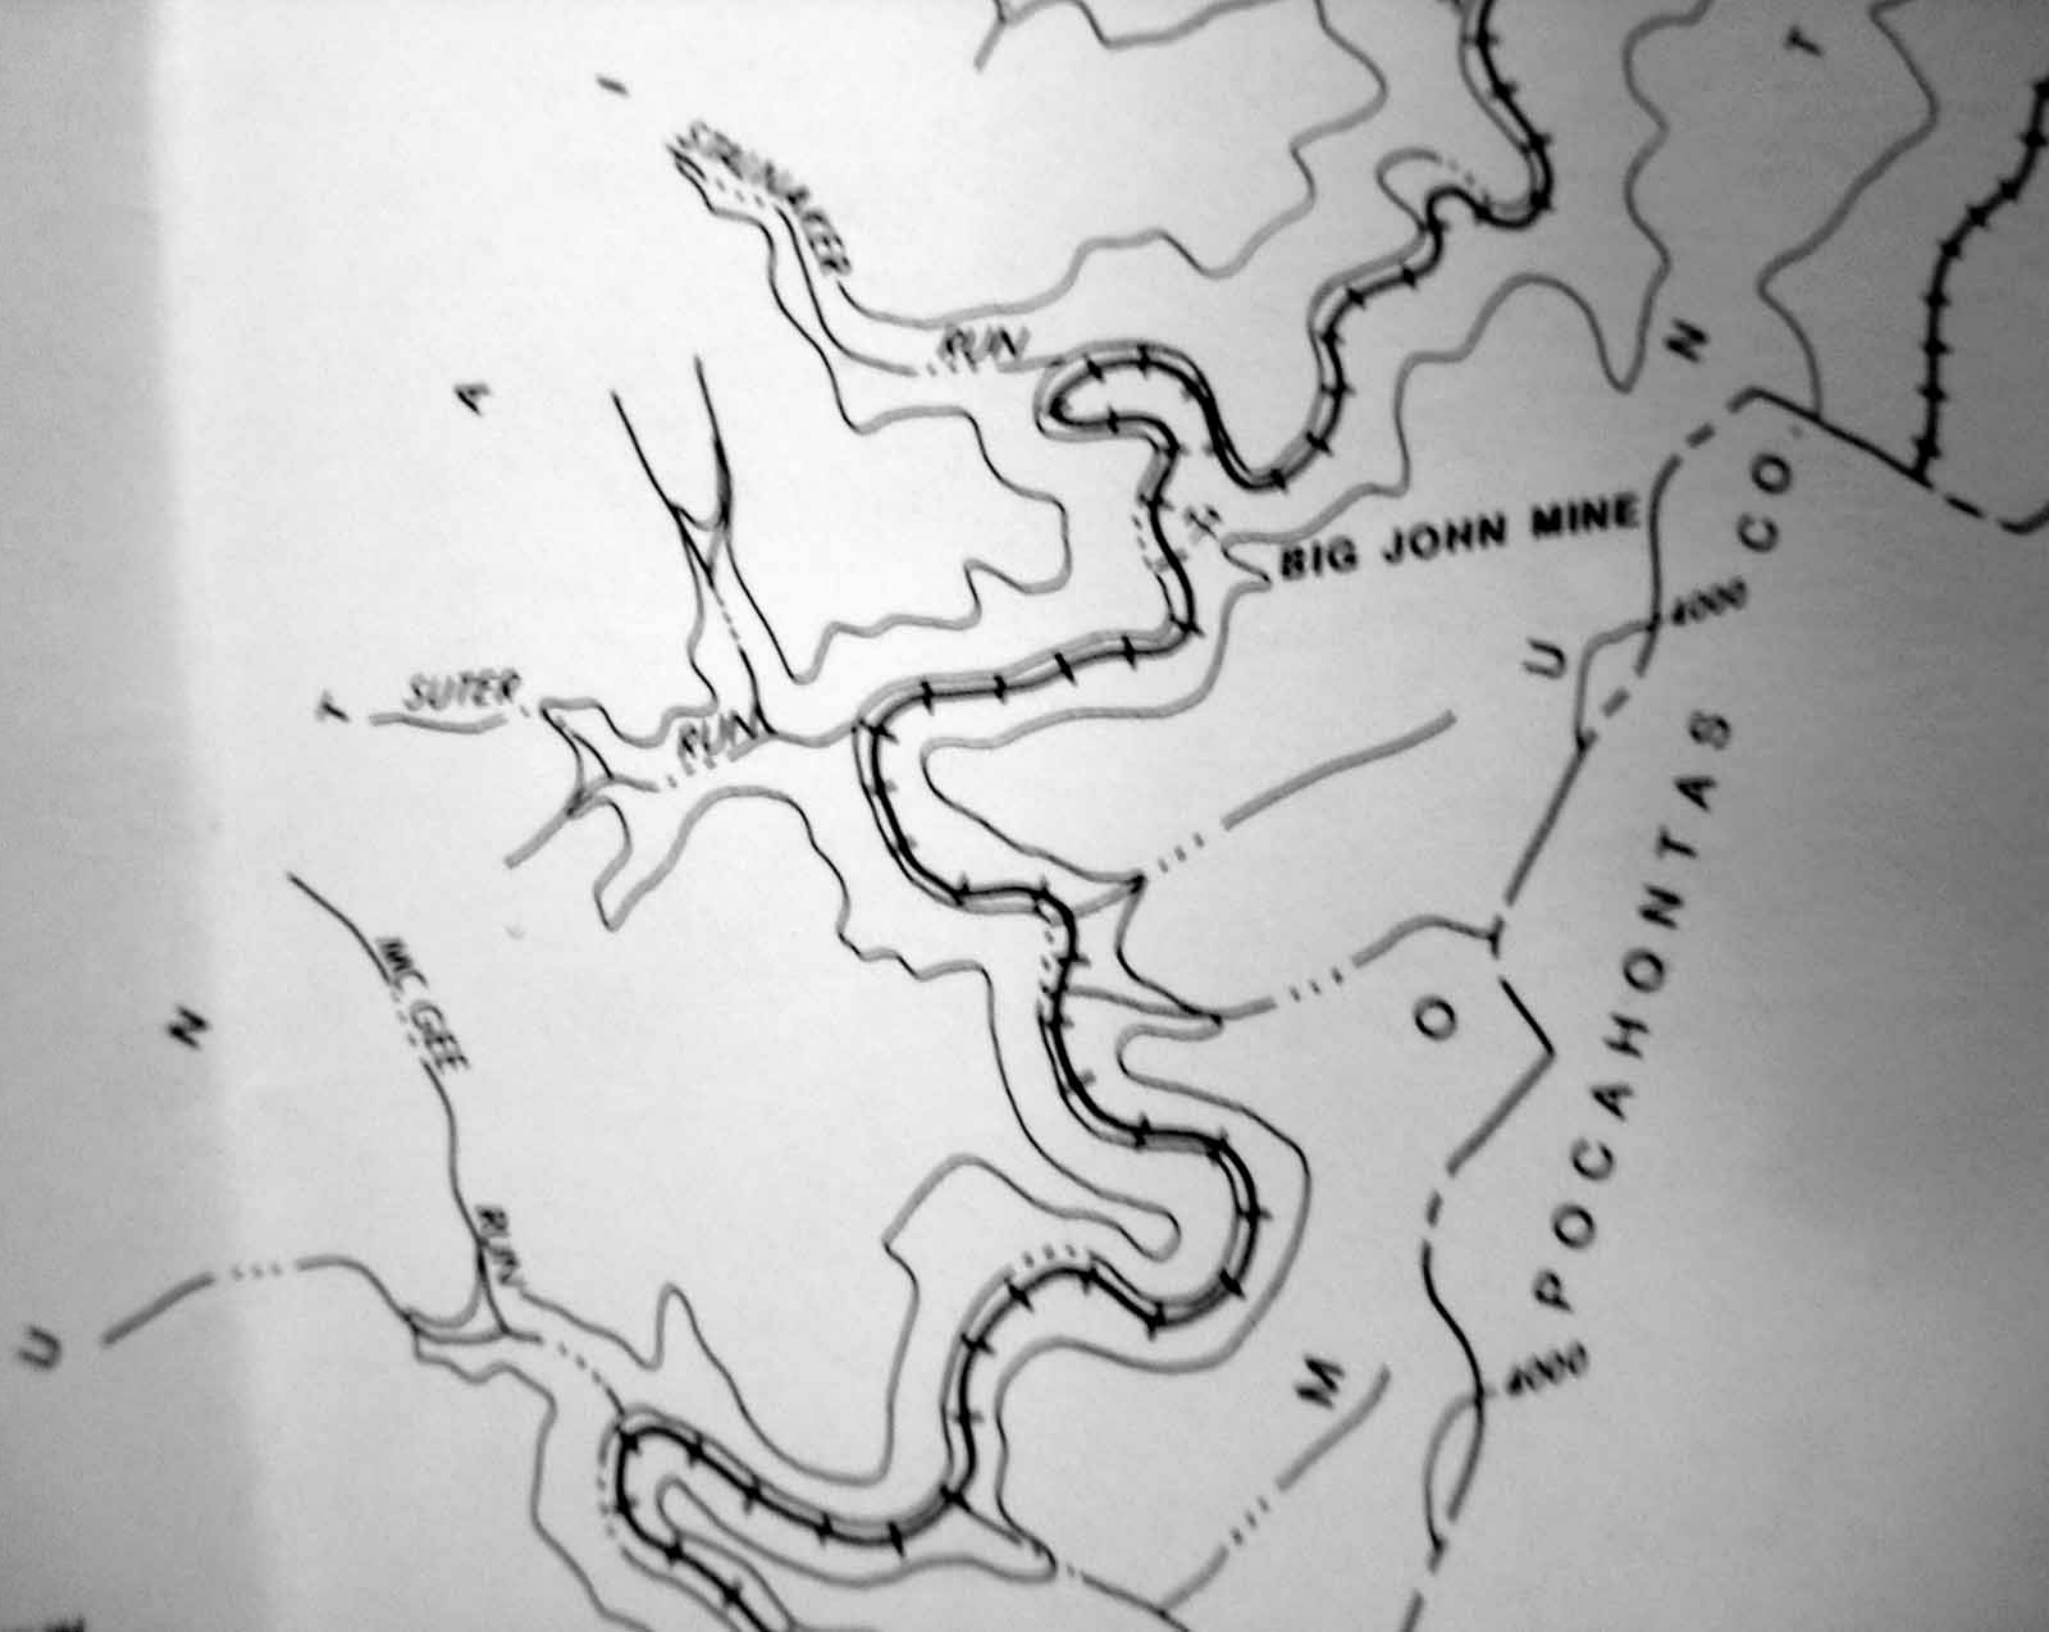 RUN
BIG JOHN MINE
4000
SUTER
RUN
MC GEE
RUN
POCAHONTAS CO.
4000
M O U N T
U N T A I